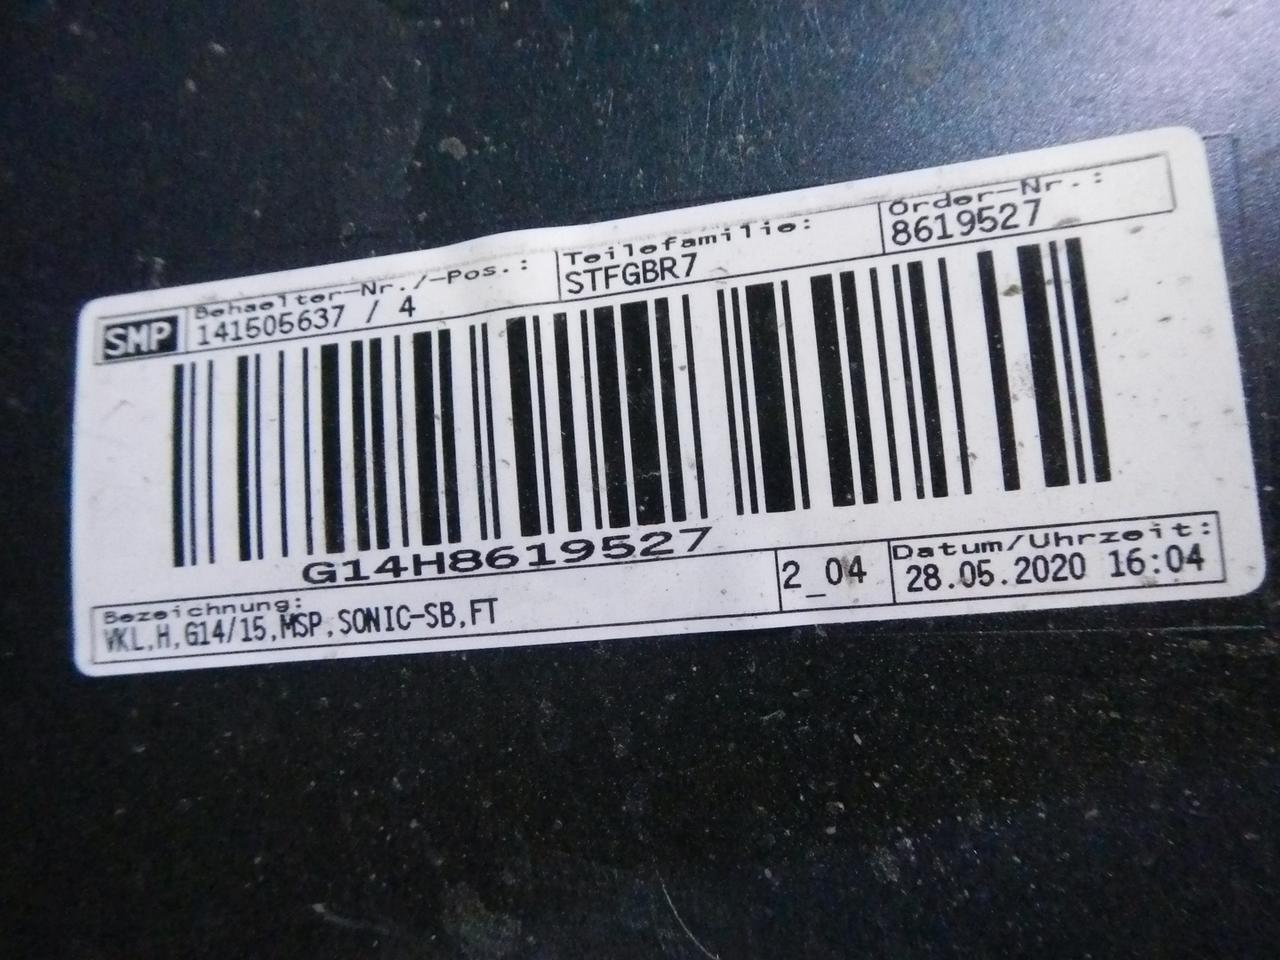 SMP
Behaelter-Nr./-Pos.:
141505637 / 4
Teilefamilie:
STFGBR7
Order-Nr.:
8619527
G14H8619527
Bezeichnung:
VKL,H,G14/15,MSP,SONIC-SB,FT
2_04
Datum/Uhrzeit:
28.05.2020 16:04